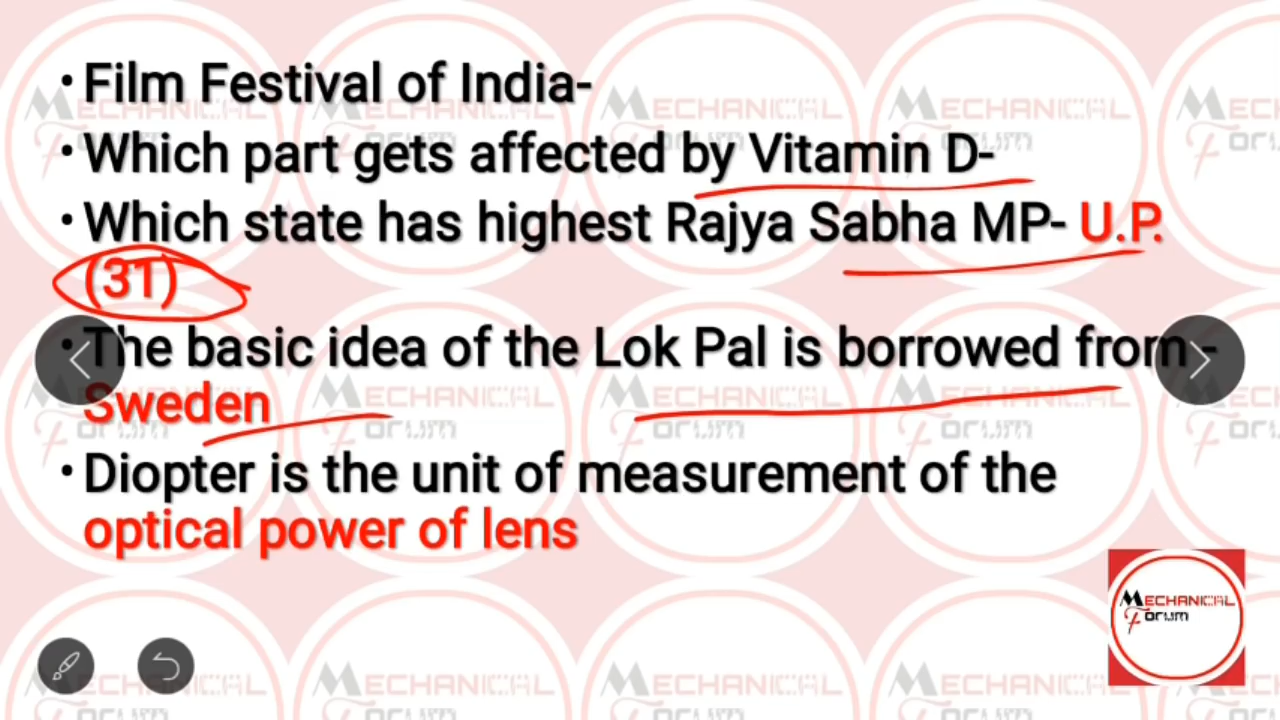 • Film Festival of India-
• Which part gets affected by Vitamin D-
• Which state has highest Rajya Sabha MP- U.P.
(31)
• The basic idea of the Lok Pal is borrowed from -
Sweden
• Diopter is the unit of measurement of the
optical power of lens
MECHANICAL
Forum